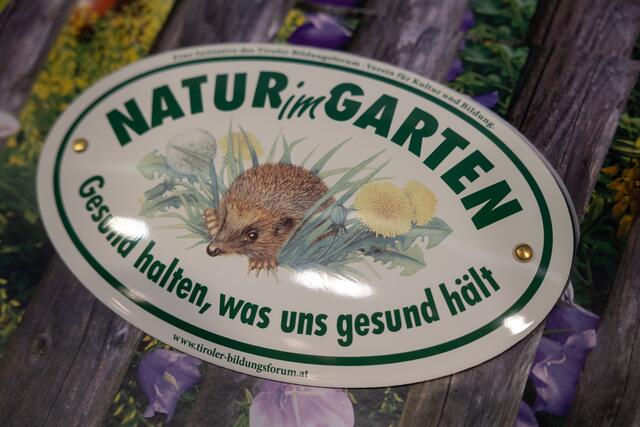 Eine Initiative des Tiroler Bildungsforum - Verein für Kultur und Bildung.
NATUR im GARTEN
Gesund halten, was uns gesund hält
www.tiroler-bildungsforum.at